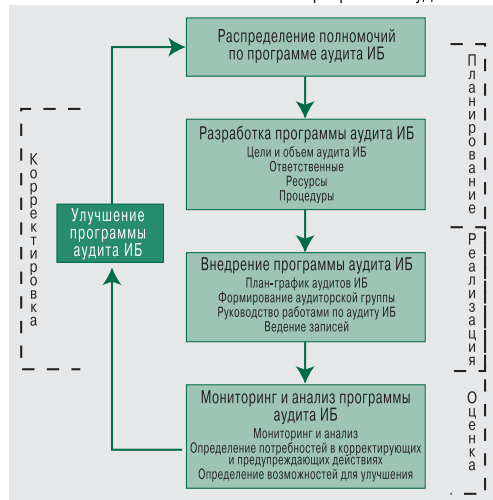 Распределение полномочий
по программе аудита ИБ
Разработка программы аудита ИБ
Цели и объем аудита ИБ
Ответственные
Ресурсы
Процедуры
Внедрение программы аудита ИБ
План-график аудитов ИБ
Формирование аудиторской группы
Руководство работами по аудиту ИБ
Ведение записей
Мониторинг и анализ программы
аудита ИБ
Мониторинг и анализ
Определение потребностей в корректирующих
и предупреждающих действиях
Определение возможностей для улучшения
Улучшение
программы
аудита ИБ
Корректировка
Планирование
Реализация
Оценка